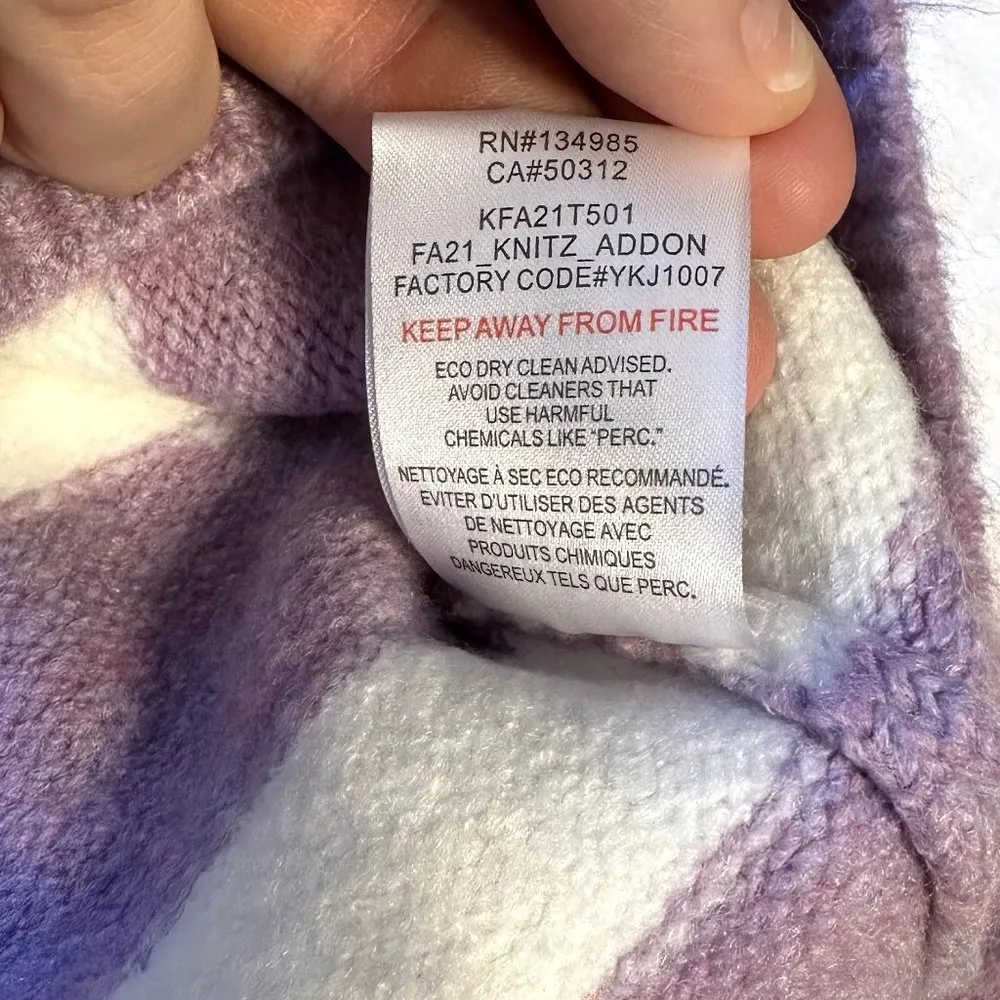 RN#134985
CA#50312
KFA21T501
FA21_KNITZ_ADDON
FACTORY CODE#YKJ1007
KEEP AWAY FROM FIRE
ECO DRY CLEAN ADVISED.
AVOID CLEANERS THAT
USE HARMFUL
CHEMICALS LIKE “PERC.”
NETTOYAGE À SEC ECO RECOMMANDÉ.
EVITER D'UTILISER DES AGENTS
DE NETTOYAGE AVEC
PRODUITS CHIMIQUES
DANGEREUX TELS QUE PERC.